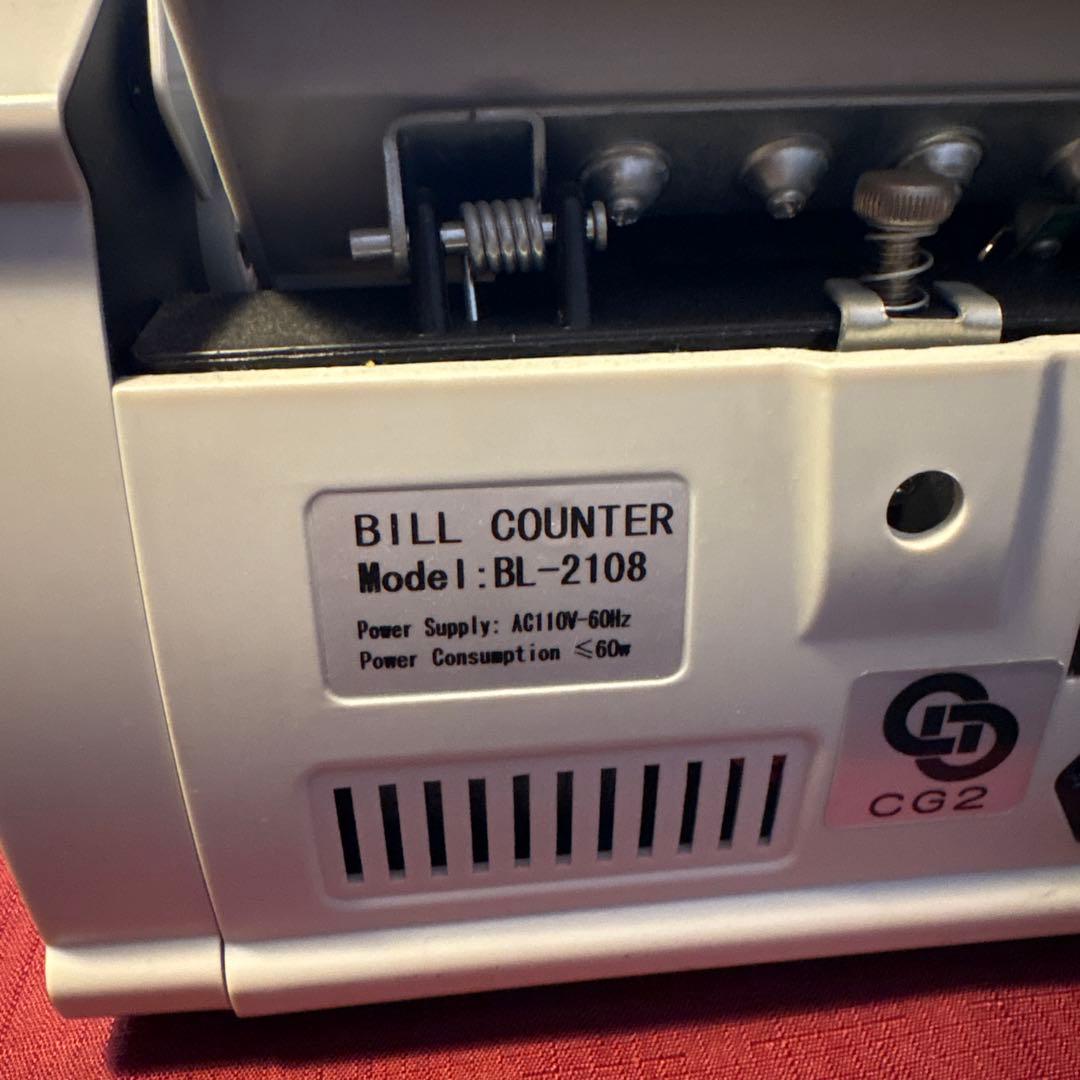 BILL COUNTER
Model:BL-2108
Power Supply: AC110V-60Hz
Power Consumption ≤60w
CG2